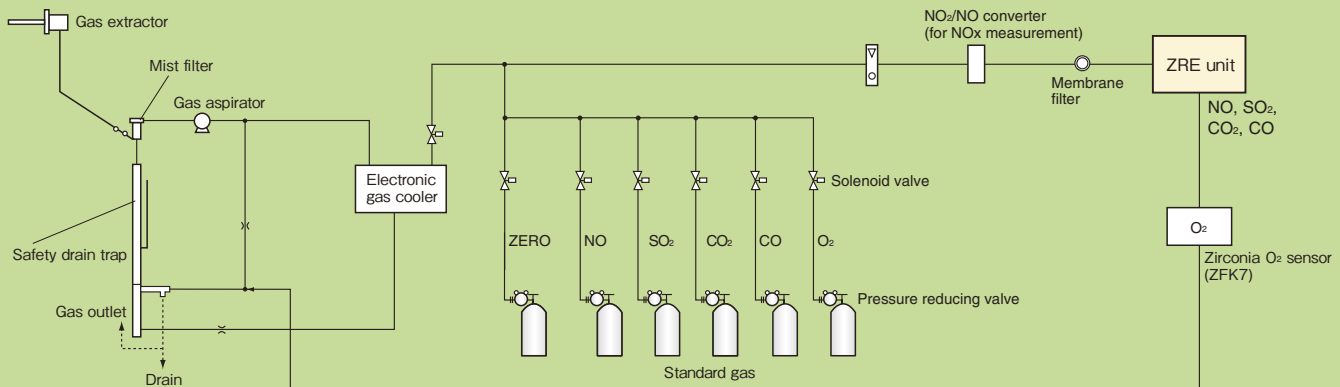 Gas extractor
Mist filter
Gas aspirator
Electronic
gas cooler
Safety drain trap
Gas outlet
Drain
NO₂/NO converter
(for NOx measurement)
Membrane
filter
ZRE unit
NO, SO₂,
CO₂, CO
Solenoid valve
ZERO
NO
SO₂
CO₂
CO
O₂
Pressure reducing valve
Standard gas
O₂
Zirconia O₂ sensor
(ZFK7)